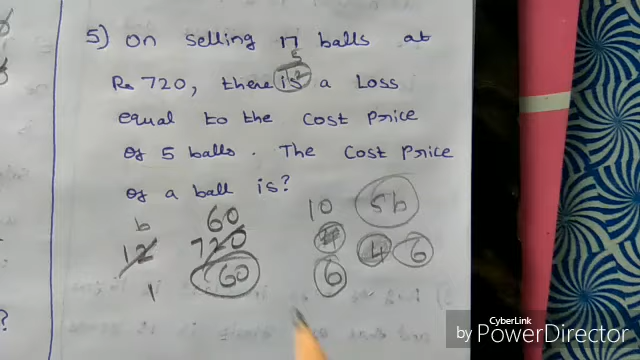 5) On selling 17 balls at
Rs 720, there is a Loss
equal to the cost price
of 5 balls. The cost price
of a ball is?
b 60 10 5b
12 720 4 4 6
1 60 6
?
CyberLink
by PowerDirector